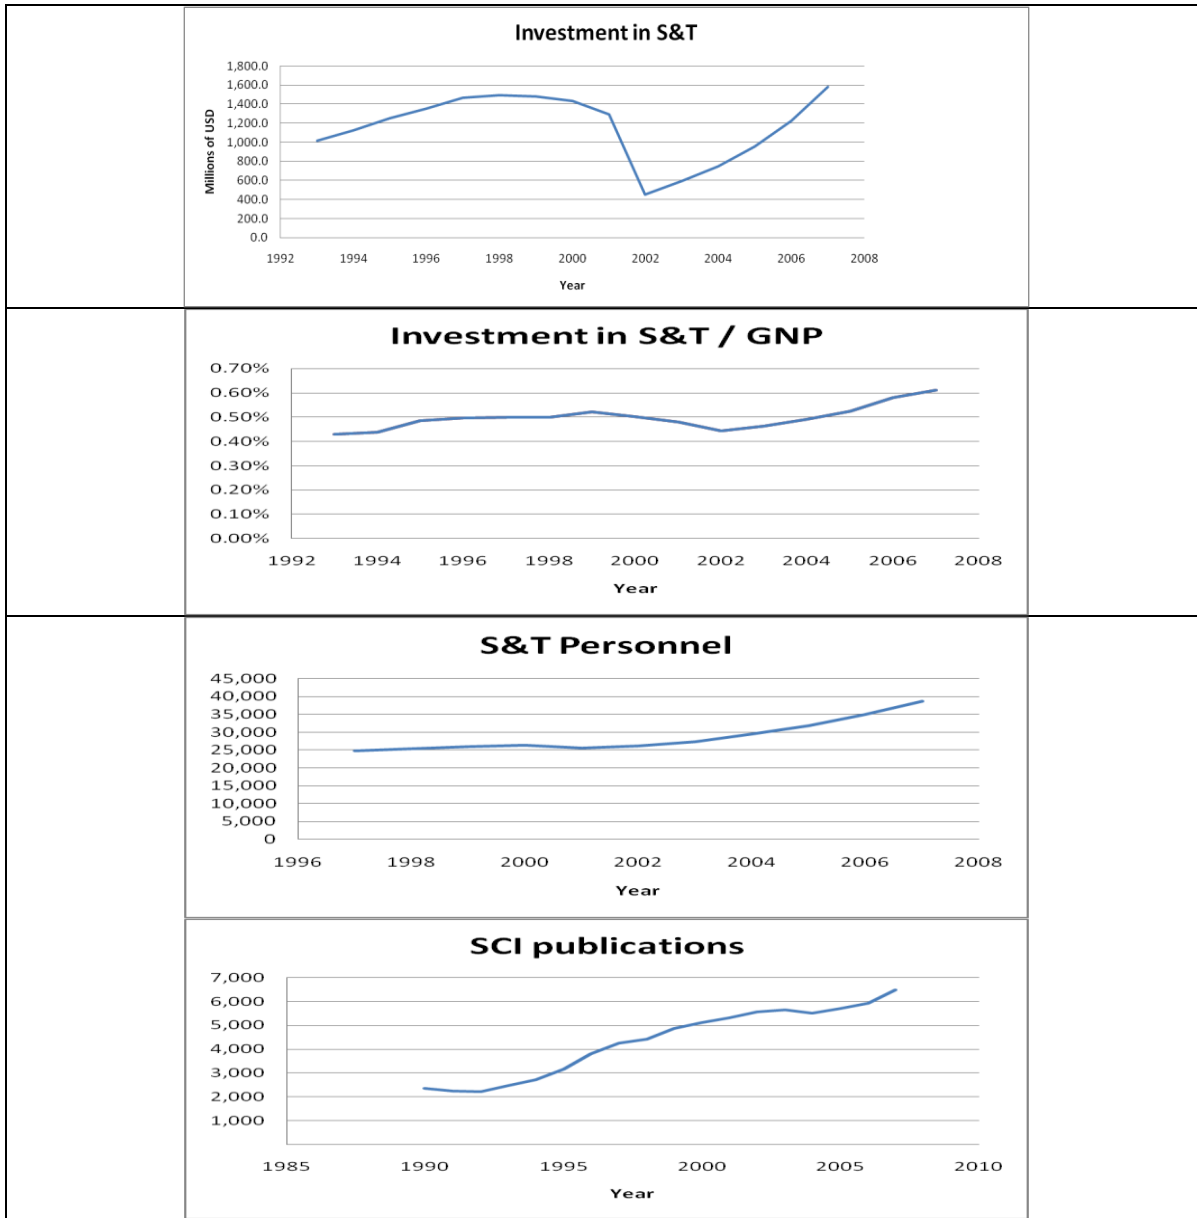 Investment in S&T
1,800.0
1,600.0
1,400.0
1,200.0
1,000.0
800.0
600.0
400.0
200.0
0.0
Millions of USD
1992 1994 1996 1998 2000 2002 2004 2006 2008
Year
Investment in S&T / GNP
0.70%
0.60%
0.50%
0.40%
0.30%
0.20%
0.10%
0.00%
1992 1994 1996 1998 2000 2002 2004 2006 2008
Year
S&T Personnel
45,000
40,000
35,000
30,000
25,000
20,000
15,000
10,000
5,000
0
1996 1998 2000 2002 2004 2006 2008
Year
SCI publications
7,000
6,000
5,000
4,000
3,000
2,000
1,000
1985 1990 1995 2000 2005 2010
Year